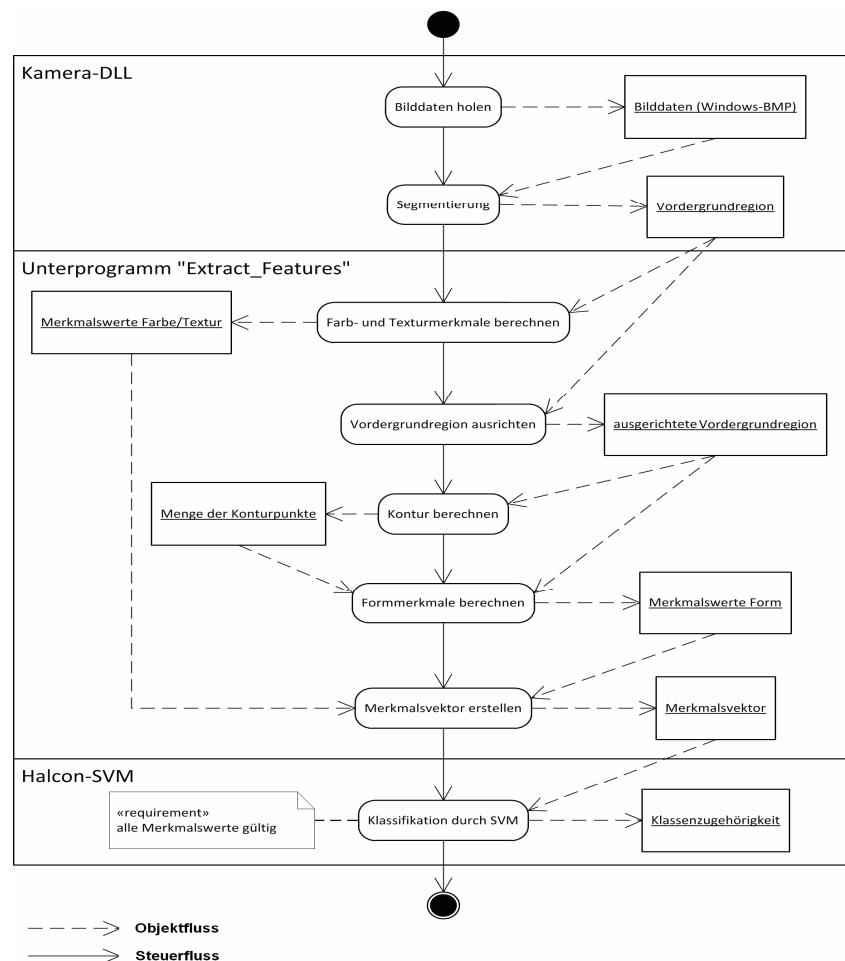 Kamera-DLL
Bilddaten holen
Bilddaten (Windows-BMP)
Segmentierung
Vordergrundregion
Unterprogramm "Extract_Features"
Merkmalswerte Farbe/Textur
Farb- und Texturmerkmale berechnen
Vordergrundregion ausrichten
ausgerichtete Vordergrundregion
Menge der Konturpunkte
Kontur berechnen
Formmerkmale berechnen
Merkmalswerte Form
Merkmalsvektor erstellen
Merkmalsvektor
Halcon-SVM
«requirement»
alle Merkmalswerte gültig
Klassifikation durch SVM
Klassenzugehörigkeit
Objektfluss
Steuerfluss